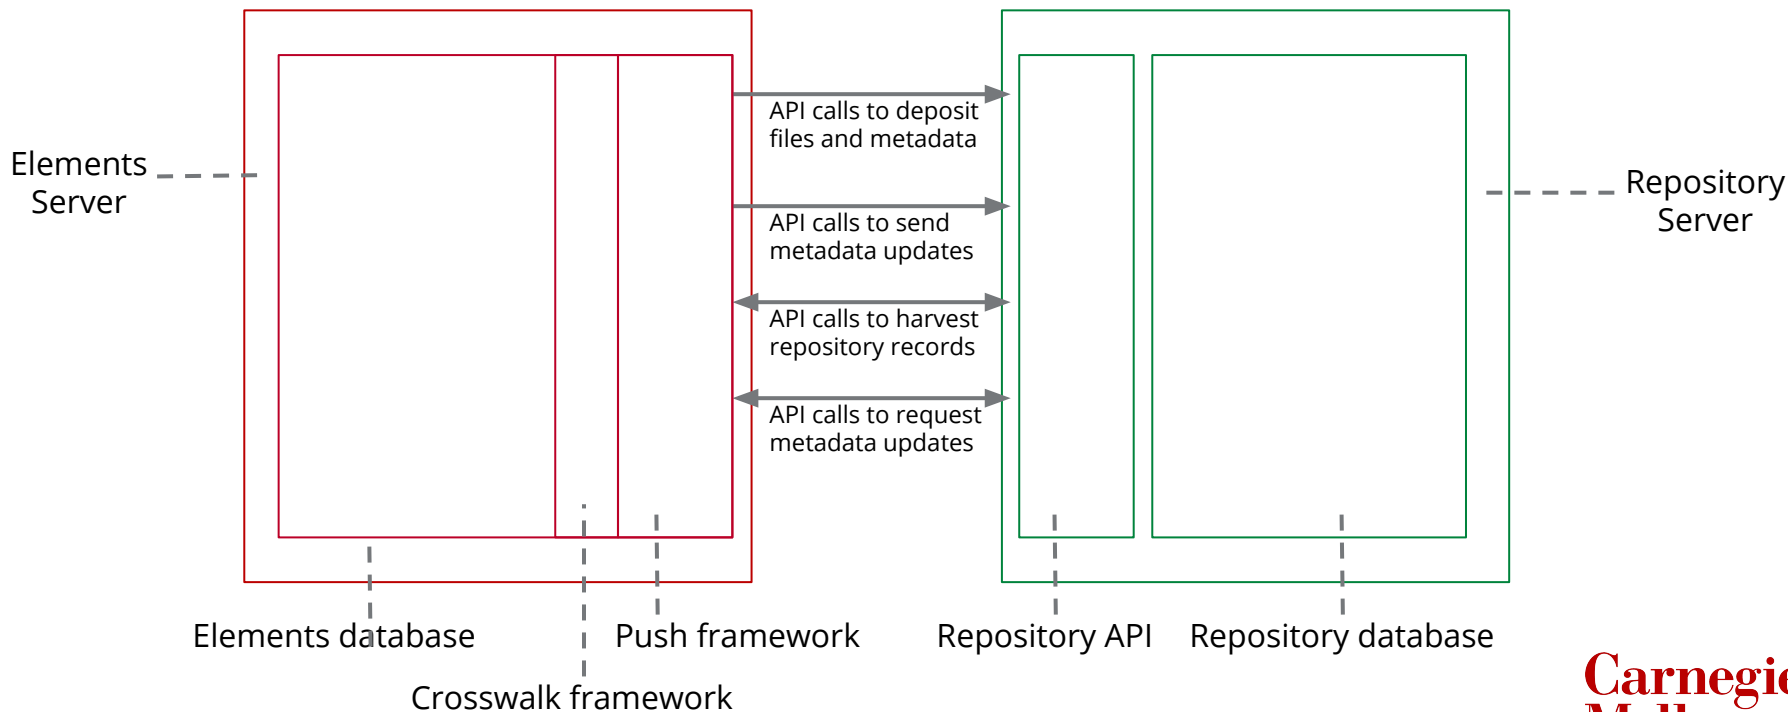 API calls to deposit
files and metadata
Elements
Server
Repository
Server
API calls to send
metadata updates
API calls to harvest
repository records
API calls to request
metadata updates
Elements database
Push framework
Repository API
Repository database
Crosswalk framework
Carnegie